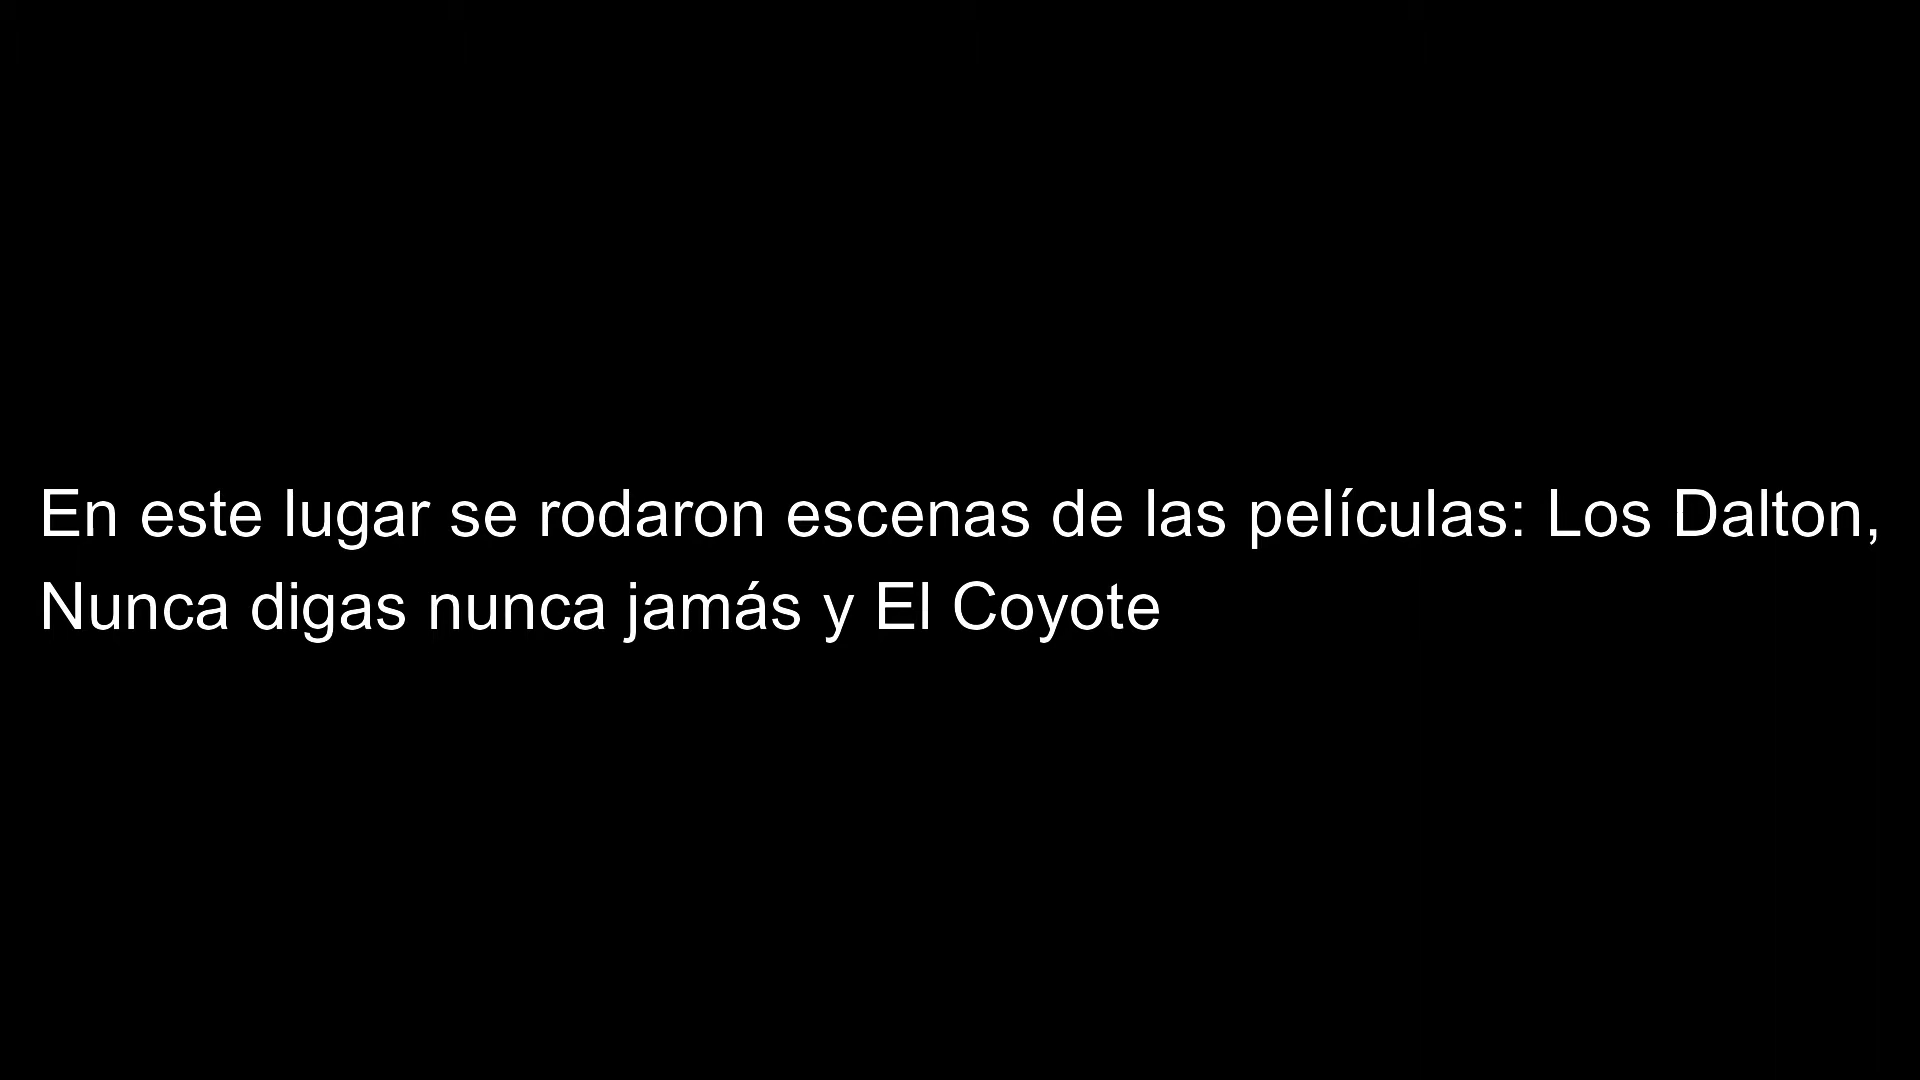 En este lugar se rodaron escenas de las películas: Los Dalton,
Nunca digas nunca jamás y El Coyote